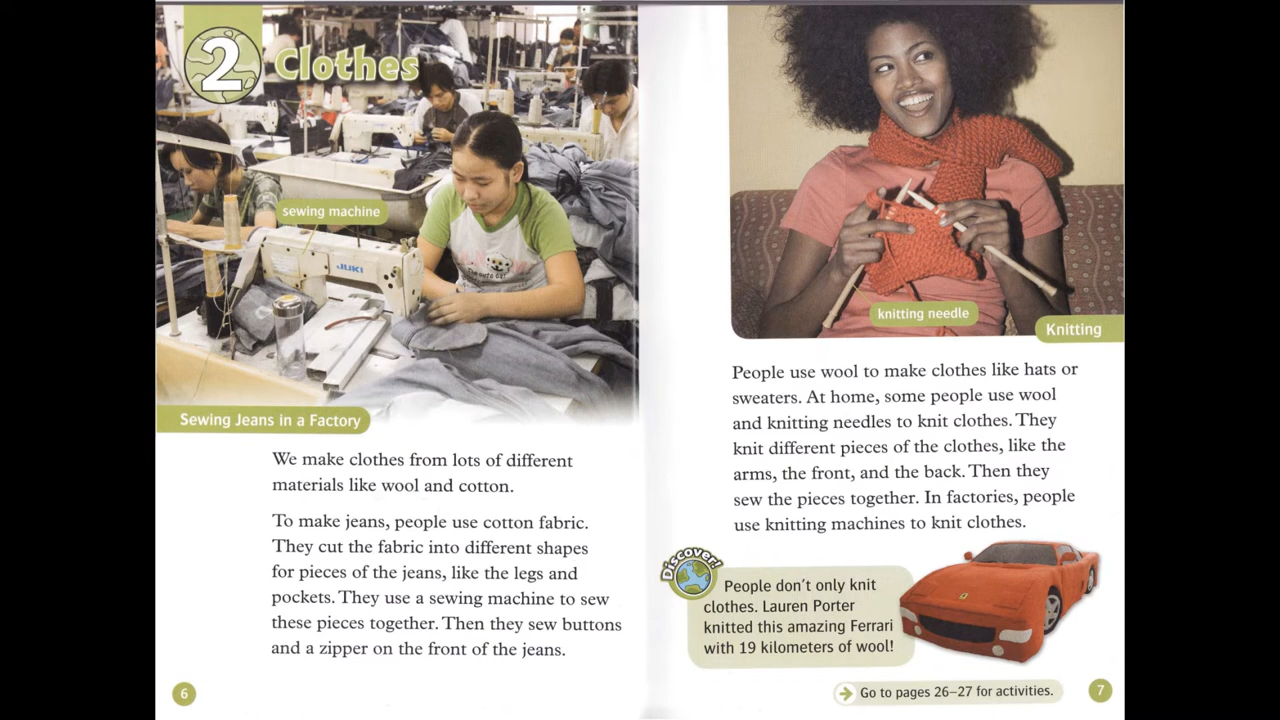 2 Clothes
sewing machine
JUKI
Sewing Jeans in a Factory
We make clothes from lots of different
materials like wool and cotton.
To make jeans, people use cotton fabric.
They cut the fabric into different shapes
for pieces of the jeans, like the legs and
pockets. They use a sewing machine to sew
these pieces together. Then they sew buttons
and a zipper on the front of the jeans.
6
knitting needle
Knitting
People use wool to make clothes like hats or
sweaters. At home, some people use wool
and knitting needles to knit clothes. They
knit different pieces of the clothes, like the
arms, the front, and the back. Then they
sew the pieces together. In factories, people
use knitting machines to knit clothes.
Discover!
People don't only knit
clothes. Lauren Porter
knitted this amazing Ferrari
with 19 kilometers of wool!
Go to pages 26–27 for activities.
7